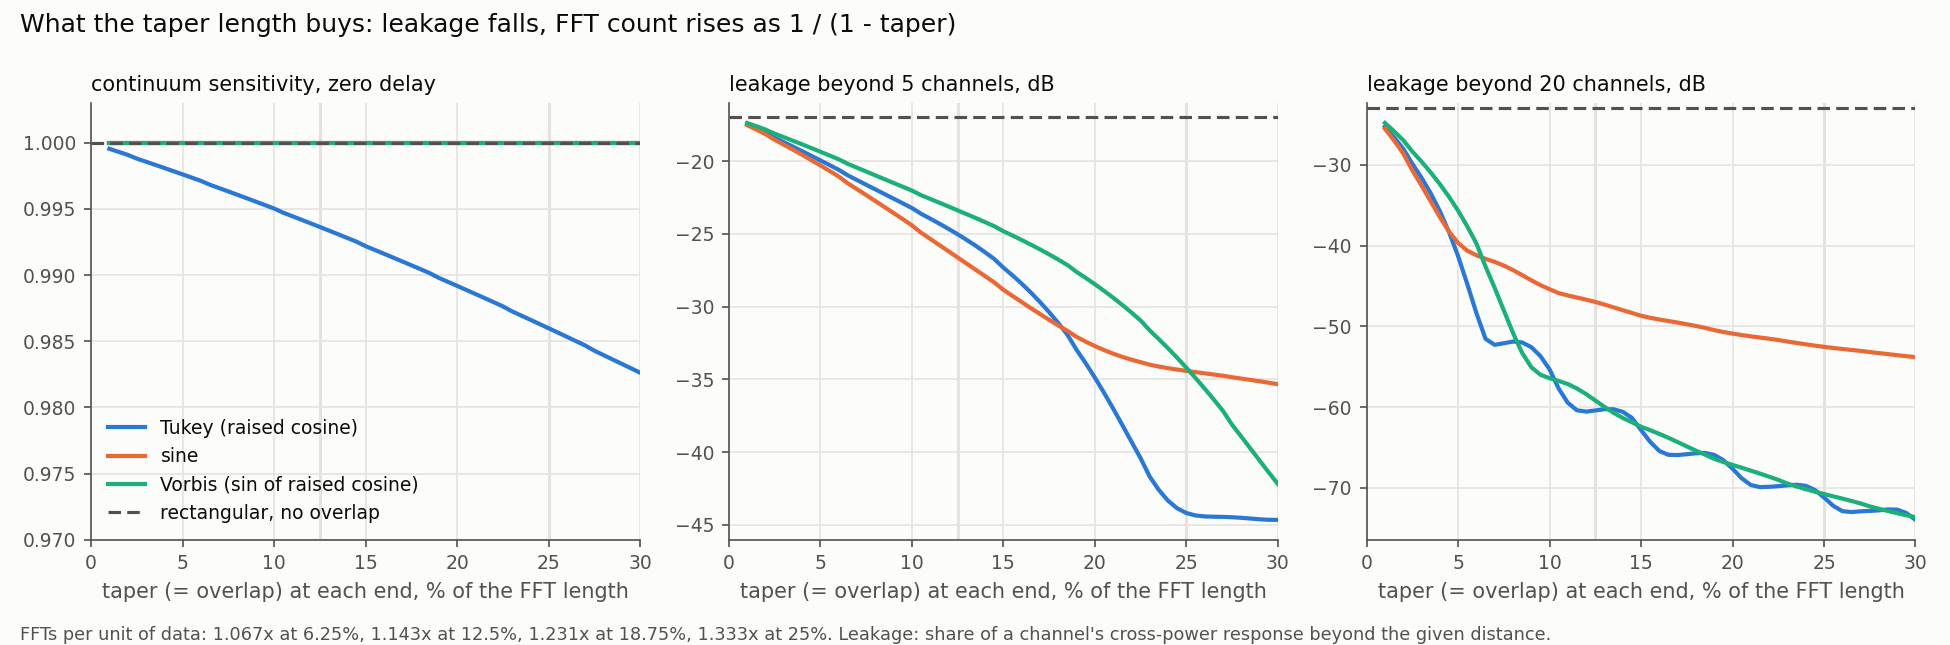 What the taper length buys: leakage falls, FFT count rises as 1 / (1 - taper)
continuum sensitivity, zero delay
1.000
0.995
0.990
0.985
0.980
0.975
0.970
Tukey (raised cosine)
sine
Vorbis (sin of raised cosine)
rectangular, no overlap
0 5 10 15 20 25 30
taper (= overlap) at each end, % of the FFT length
leakage beyond 5 channels, dB
−20
−25
−30
−35
−40
−45
0 5 10 15 20 25 30
taper (= overlap) at each end, % of the FFT length
leakage beyond 20 channels, dB
−30
−40
−50
−60
−70
0 5 10 15 20 25 30
taper (= overlap) at each end, % of the FFT length
FFTs per unit of data: 1.067x at 6.25%, 1.143x at 12.5%, 1.231x at 18.75%, 1.333x at 25%. Leakage: share of a channel's cross-power response beyond the given distance.